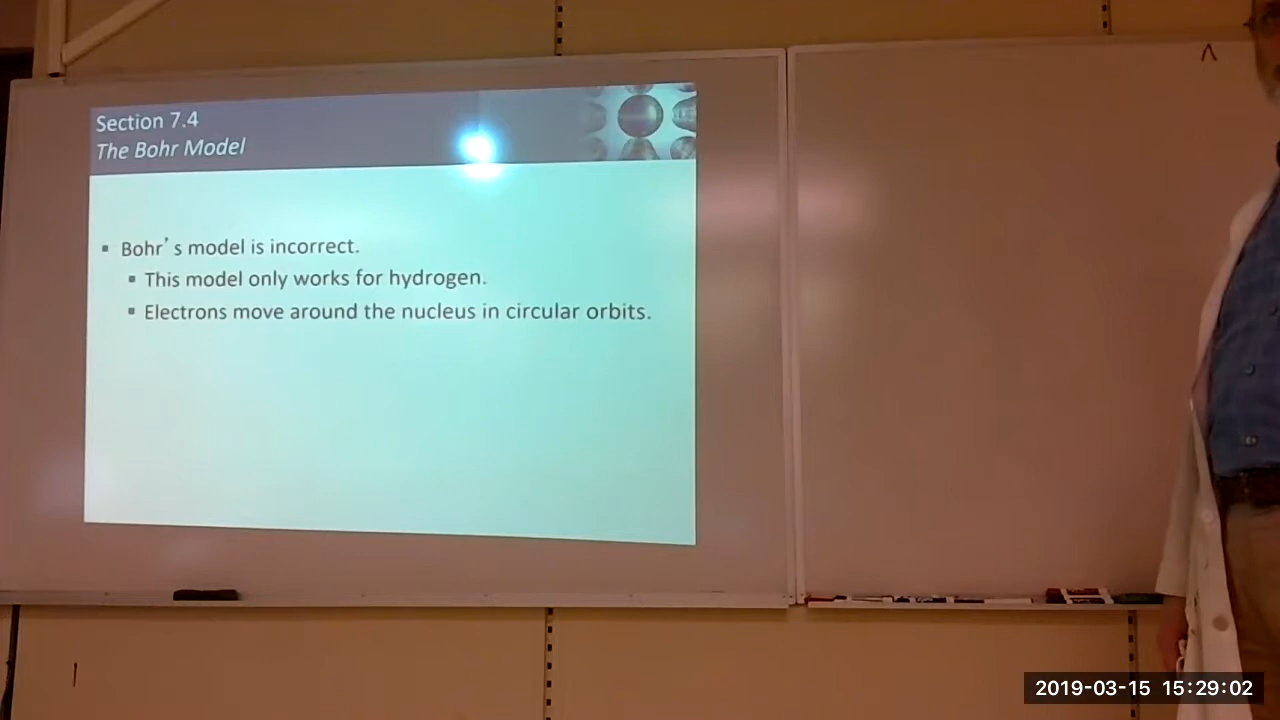 Section 7.4
The Bohr Model
▪ Bohr's model is incorrect.
▪ This model only works for hydrogen.
▪ Electrons move around the nucleus in circular orbits.
2019-03-15 15:29:02